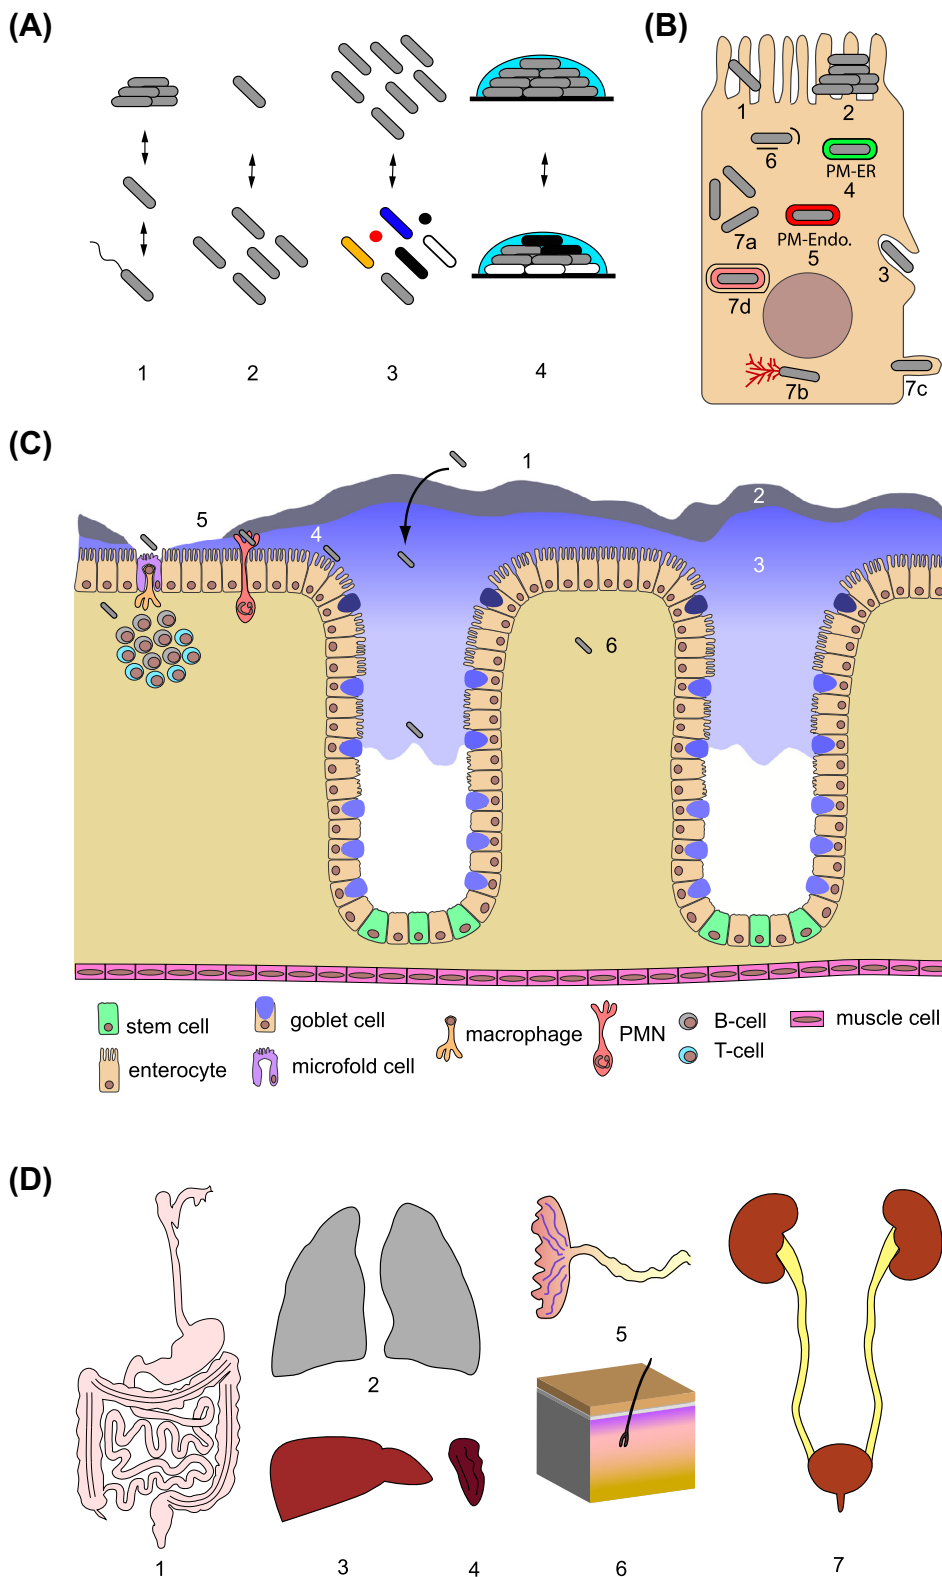 (A)
1
2
3
4
(B)
1
2
6
PM-ER
4
7a
PM-Endo.
5
3
7d
7b
7c
(C)
1
2
5
4
3
6
stem cell
goblet cell
macrophage
PMN
B-cell
T-cell
muscle cell
enterocyte
microfold cell
(D)
1
2
3
4
5
6
7